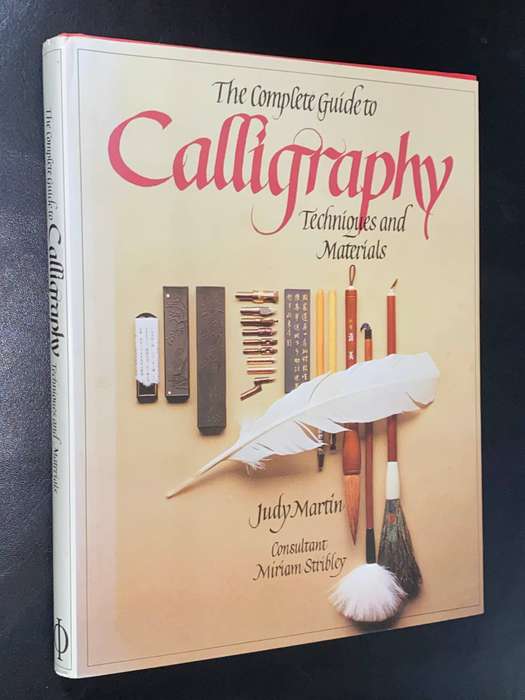 The Complete Guide to
Calligraphy
Techniques and
Materials
Judy Martin
Consultant
Miriam Stribley
The Complete Guide to Calligraphy Techniques and Materials